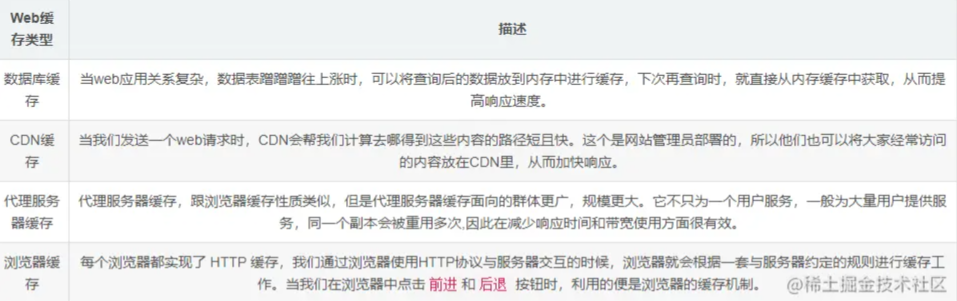 Web缓
存类型
描述
数据库缓
存
当web应用关系复杂，数据表蹭蹭蹭往上涨时，可以将查询后的数据放到内存中进行缓存，下次再查询时，就直接从内存缓存中获取，从而提
高响应速度。
CDN缓
存
当我们发送一个web请求时，CDN会帮我们计算去哪得到这些内容的路径短且快。这个是网站管理员部署的，所以他们也可以将大家经常访问
的内容放在CDN里，从而加快响应。
代理服务
器缓存
代理服务器缓存，跟浏览器缓存性质类似，但是代理服务器缓存面向的群体更广，规模更大。它不只为一个用户服务，一般为大量用户提供服
务，同一个副本会被重用多次,因此在减少响应时间和带宽使用方面很有效。
浏览器缓
存
每个浏览器都实现了 HTTP 缓存，我们通过浏览器使用HTTP协议与服务器交互的时候，浏览器就会根据一套与服务器约定的规则进行缓存工
作。当我们在浏览器中点击 前进 和 后退 按钮时，利用的便是浏览器的缓存机制。
@稀土掘金技术社区